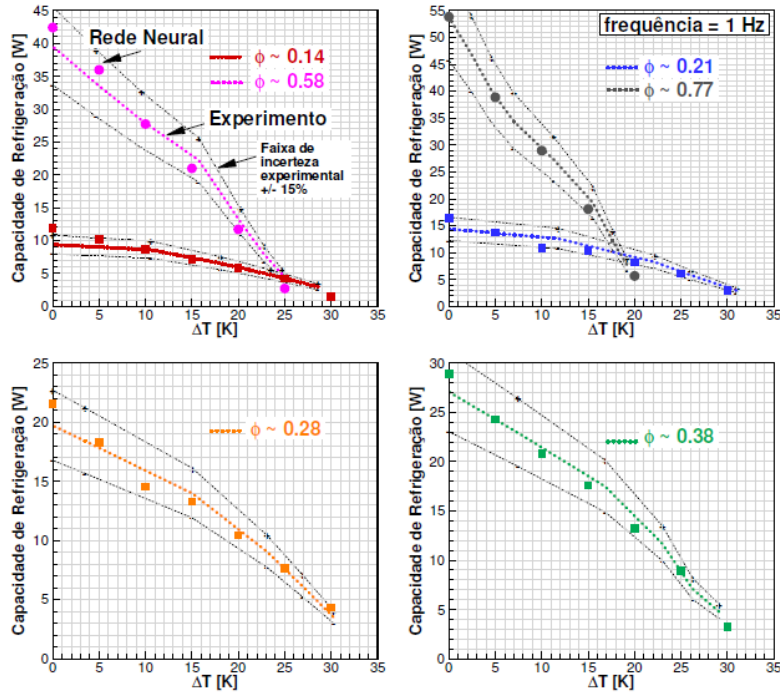 Capacidade de Refrigeração [W]
45
40
35
30
25
20
15
10
5
0
Rede Neural
ϕ ~ 0.14
ϕ ~ 0.58
Experimento
Faixa de
incerteza
experimental
+/- 15%
0 5 10 15 20 25 30 35
ΔT [K]
Capacidade de Refrigeração [W]
55
50
45
40
35
30
25
20
15
10
5
0
frequência = 1 Hz
ϕ ~ 0.21
ϕ ~ 0.77
0 5 10 15 20 25 30 35
ΔT [K]
Capacidade de Refrigeração [W]
25
20
15
10
5
0
ϕ ~ 0.28
0 5 10 15 20 25 30 35
ΔT [K]
Capacidade de Refrigeração [W]
30
25
20
15
10
5
0
ϕ ~ 0.38
0 5 10 15 20 25 30 35
ΔT [K]